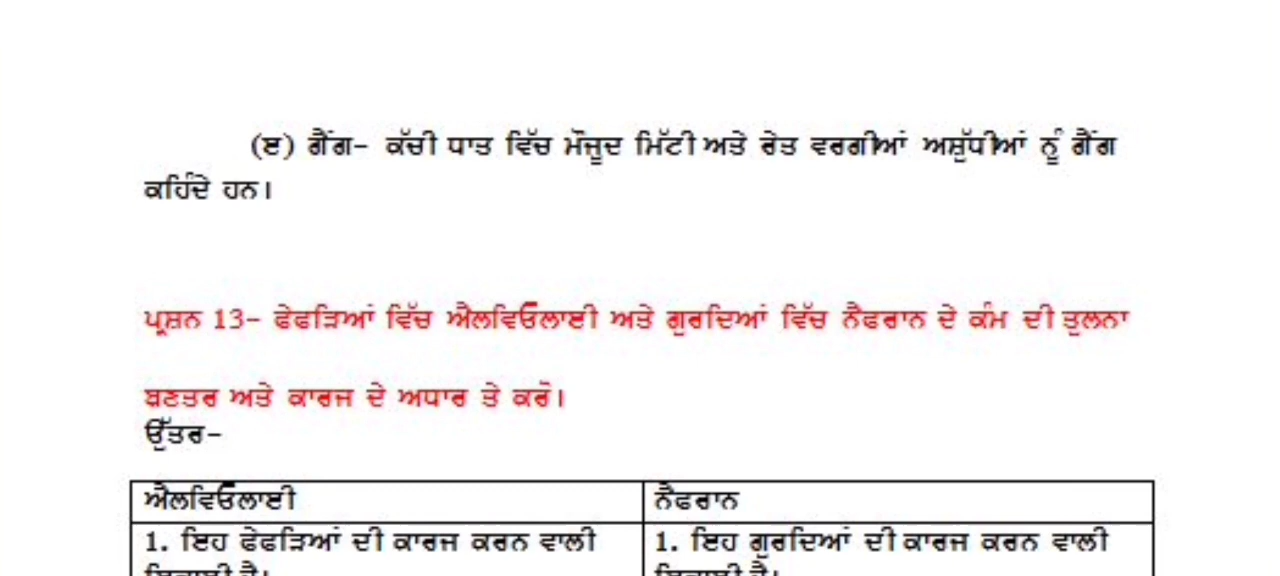 (ੲ) ਗੈਂਗ- ਕੱਚੀ ਧਾਤ ਵਿੱਚ ਮੌਜੂਦ ਮਿੱਟੀ ਅਤੇ ਰੇਤ ਵਰਗੀਆਂ ਅਸ਼ੁੱਧੀਆਂ ਨੂੰ ਗੈਂਗ
ਕਹਿੰਦੇ ਹਨ।
ਪ੍ਰਸ਼ਨ 13- ਫੇਫੜਿਆਂ ਵਿੱਚ ਐਲਵਿਓਲਾਈ ਅਤੇ ਗੁਰਦਿਆਂ ਵਿੱਚ ਨੈਫਰਾਨ ਦੇ ਕੰਮ ਦੀ ਤੁਲਨਾ
ਬਣਤਰ ਅਤੇ ਕਾਰਜ ਦੇ ਅਧਾਰ ਤੇ ਕਰੋ।
ਉੱਤਰ-
ਐਲਵਿਓਲਾਈ ਨੈਫਰਾਨ
1. ਇਹ ਫੇਫੜਿਆਂ ਦੀ ਕਾਰਜ ਕਰਨ ਵਾਲੀ 1. ਇਹ ਗੁਰਦਿਆਂ ਦੀ ਕਾਰਜ ਕਰਨ ਵਾਲੀ